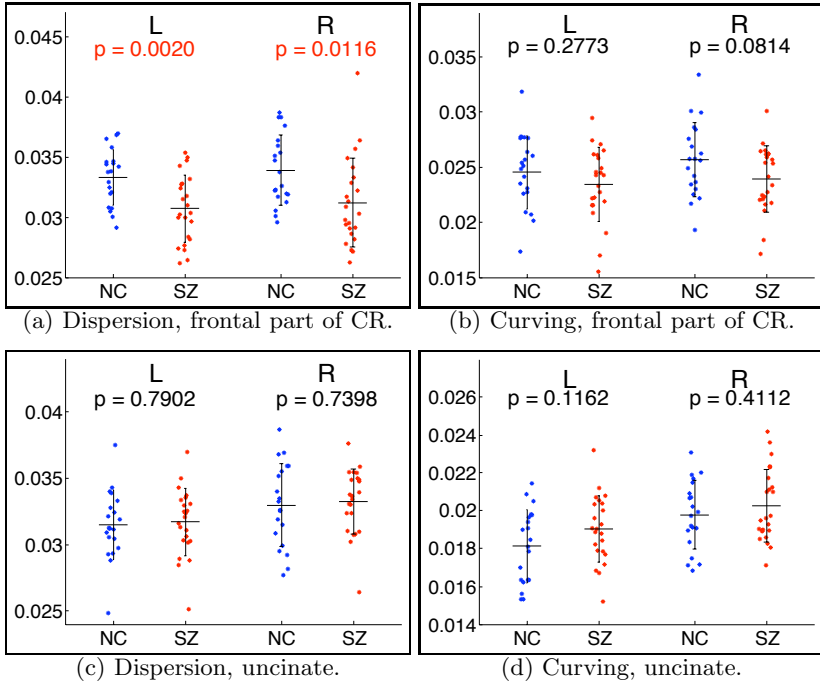 L R
p = 0.0020 p = 0.0116
0.045
0.04
0.035
0.03
0.025
NC SZ NC SZ
(a) Dispersion, frontal part of CR.
L R
p = 0.2773 p = 0.0814
0.035
0.03
0.025
0.02
0.015
NC SZ NC SZ
(b) Curving, frontal part of CR.
L R
p = 0.7902 p = 0.7398
0.04
0.035
0.03
0.025
NC SZ NC SZ
(c) Dispersion, uncinate.
L R
p = 0.1162 p = 0.4112
0.026
0.024
0.022
0.02
0.018
0.016
0.014
NC SZ NC SZ
(d) Curving, uncinate.